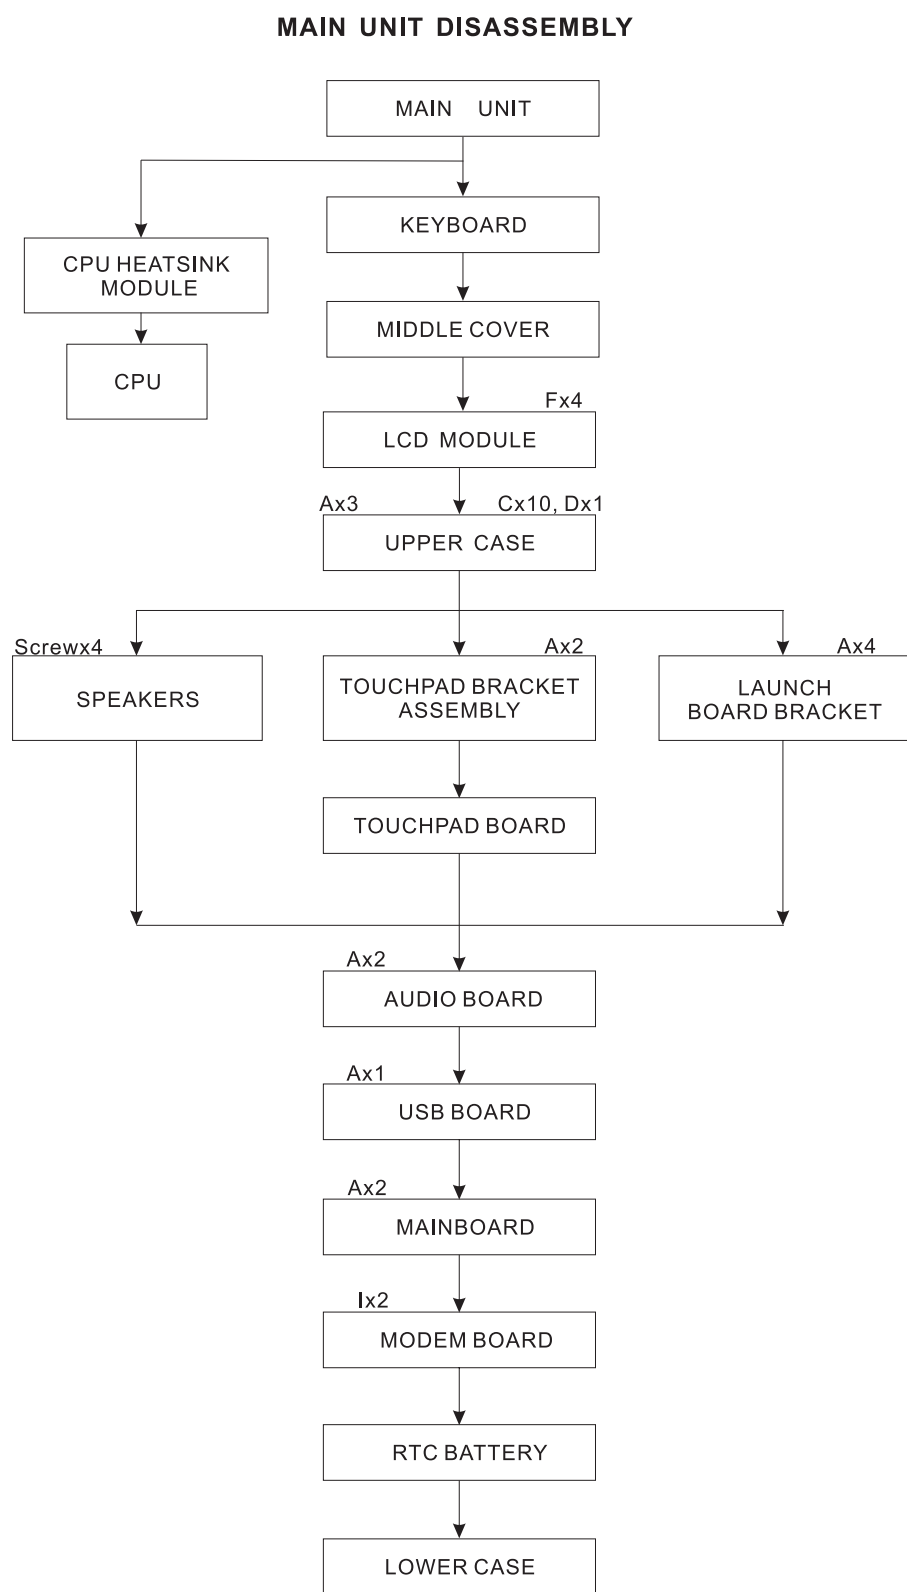 MAIN UNIT DISASSEMBLY
MAIN UNIT
KEYBOARD
CPU HEATSINK
MODULE
MIDDLE COVER
CPU
Fx4
LCD MODULE
Ax3
Cx10, Dx1
UPPER CASE
Screwx4
SPEAKERS
Ax2
TOUCHPAD BRACKET
ASSEMBLY
Ax4
LAUNCH
BOARD BRACKET
TOUCHPAD BOARD
Ax2
AUDIO BOARD
Ax1
USB BOARD
Ax2
MAINBOARD
Ix2
MODEM BOARD
RTC BATTERY
LOWER CASE